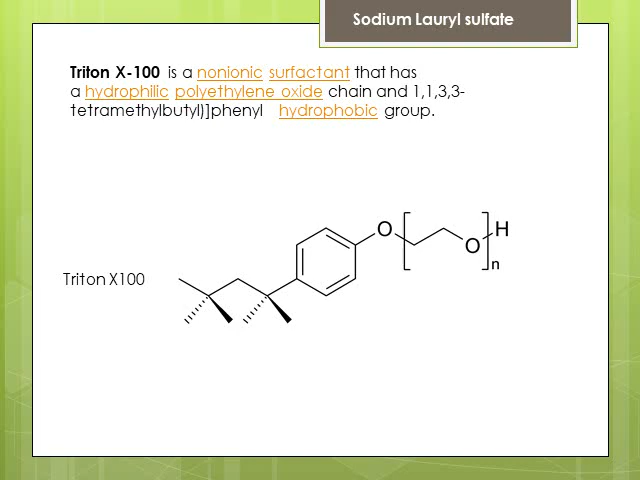 Sodium Lauryl sulfate
Triton X-100 is a nonionic surfactant that has
a hydrophilic polyethylene oxide chain and 1,1,3,3-
tetramethylbutyl)]phenyl hydrophobic group.
O
H
O
n
Triton X100